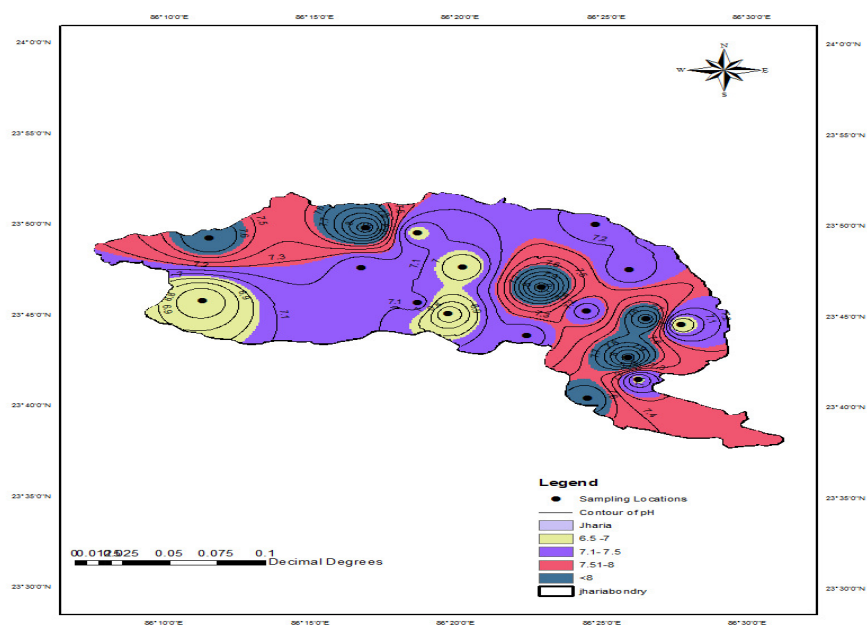 86°10'0"E 86°15'0"E 86°20'0"E 86°25'0"E 86°30'0"E
24°0'0"N 24°0'0"N
N
W E
S
23°55'0"N 23°55'0"N
23°50'0"N 23°50'0"N
7.5
7.3
7.2
7.2
7.1
7.1
7.1
7.1
6.9
6.9
23°45'0"N 23°45'0"N
23°40'0"N 23°40'0"N
7.4
23°35'0"N 23°35'0"N
23°30'0"N 23°30'0"N
Legend
Sampling Locations
Contour of pH
Jharia
6.5 -7
7.1- 7.5
7.51-8
<8
jhariabondry
0.05 0.075 0.1
Decimal Degrees
86°10'0"E 86°15'0"E 86°20'0"E 86°25'0"E 86°30'0"E